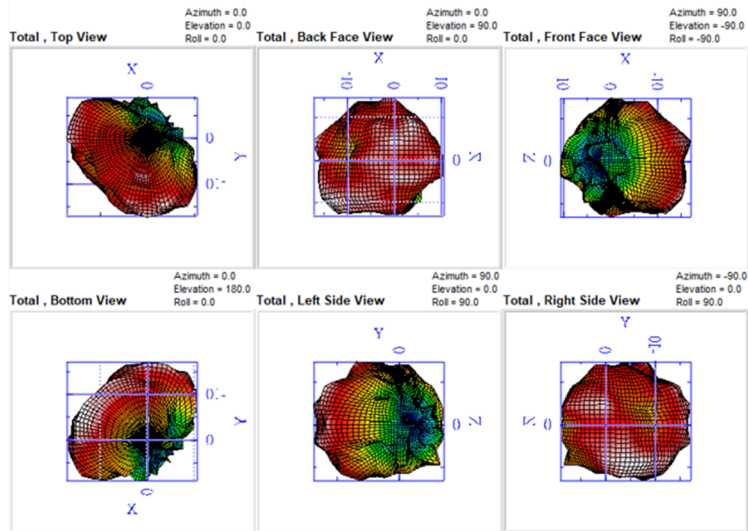 Azimuth = 0.0
Elevation = 0.0
Roll = 0.0
Total , Top View
X
0
0
Y
Azimuth = 0.0
Elevation = 90.0
Roll = 0.0
Total , Back Face View
X
-10
0
10
0
Z
Azimuth = 90.0
Elevation = -90.0
Roll = -90.0
Total , Front Face View
X
10
0
-10
Z
0
Azimuth = 0.0
Elevation = 180.0
Roll = 0.0
Total , Bottom View
0
Y
0
X
Azimuth = 90.0
Elevation = 0.0
Roll = 90.0
Total , Left Side View
Y
0
0
Z
Azimuth = -90.0
Elevation = 0.0
Roll = 90.0
Total , Right Side View
Y
0
-10
Z
0